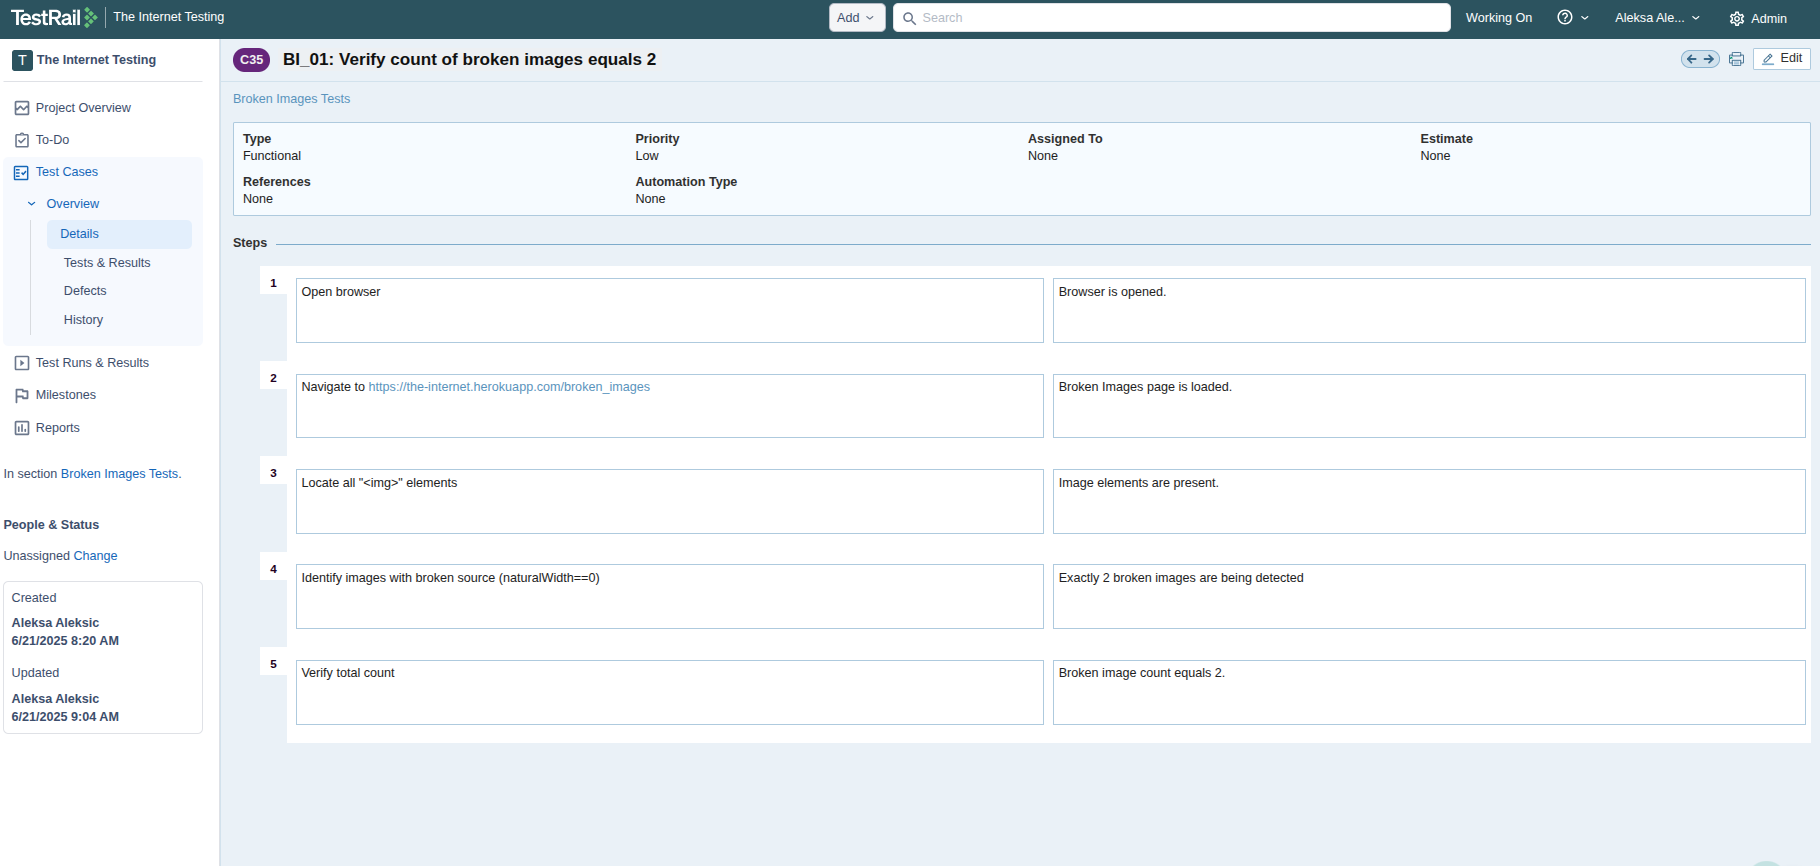 TestRail The Internet Testing Add Search Working On Aleksa Ale... Admin
T The Internet Testing
C35 BI_01: Verify count of broken images equals 2 Edit
Project Overview
To-Do
Test Cases
Overview
Details
Tests & Results
Defects
History
Test Runs & Results
Milestones
Reports
In section Broken Images Tests.
People & Status
Unassigned Change
Created
Aleksa Aleksic
6/21/2025 8:20 AM
Updated
Aleksa Aleksic
6/21/2025 9:04 AM
Broken Images Tests
Type Priority Assigned To Estimate
Functional Low None None
References Automation Type
None None
Steps
1 Open browser Browser is opened.
2 Navigate to https://the-internet.herokuapp.com/broken_images Broken Images page is loaded.
3 Locate all "<img>" elements Image elements are present.
4 Identify images with broken source (naturalWidth==0) Exactly 2 broken images are being detected
5 Verify total count Broken image count equals 2.